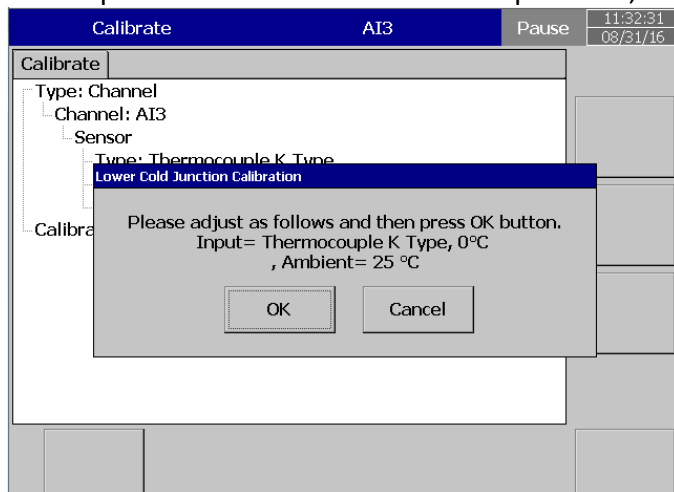 Calibrate AI3 Pause 11:32:31
08/31/16
Calibrate
Type: Channel
Channel: AI3
Sensor
Type: Thermocouple K Type
Lower Cold Junction Calibration
Please adjust as follows and then press OK button.
Input= Thermocouple K Type, 0°C
, Ambient= 25 °C
Calibra
OK Cancel